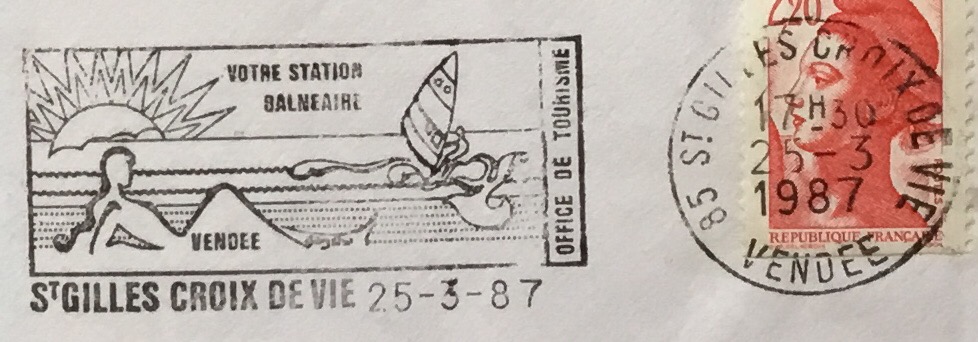 VOTRE STATION
BALNEAIRE
OFFICE DE TOURISME
VENDEE
ST GILLES CROIX DE VIE 25-3-87
2,20
85 ST GILLES CROIX DE VIE
17H30
25-3
1987
VENDEE
REPUBLIQUE FRANÇAISE